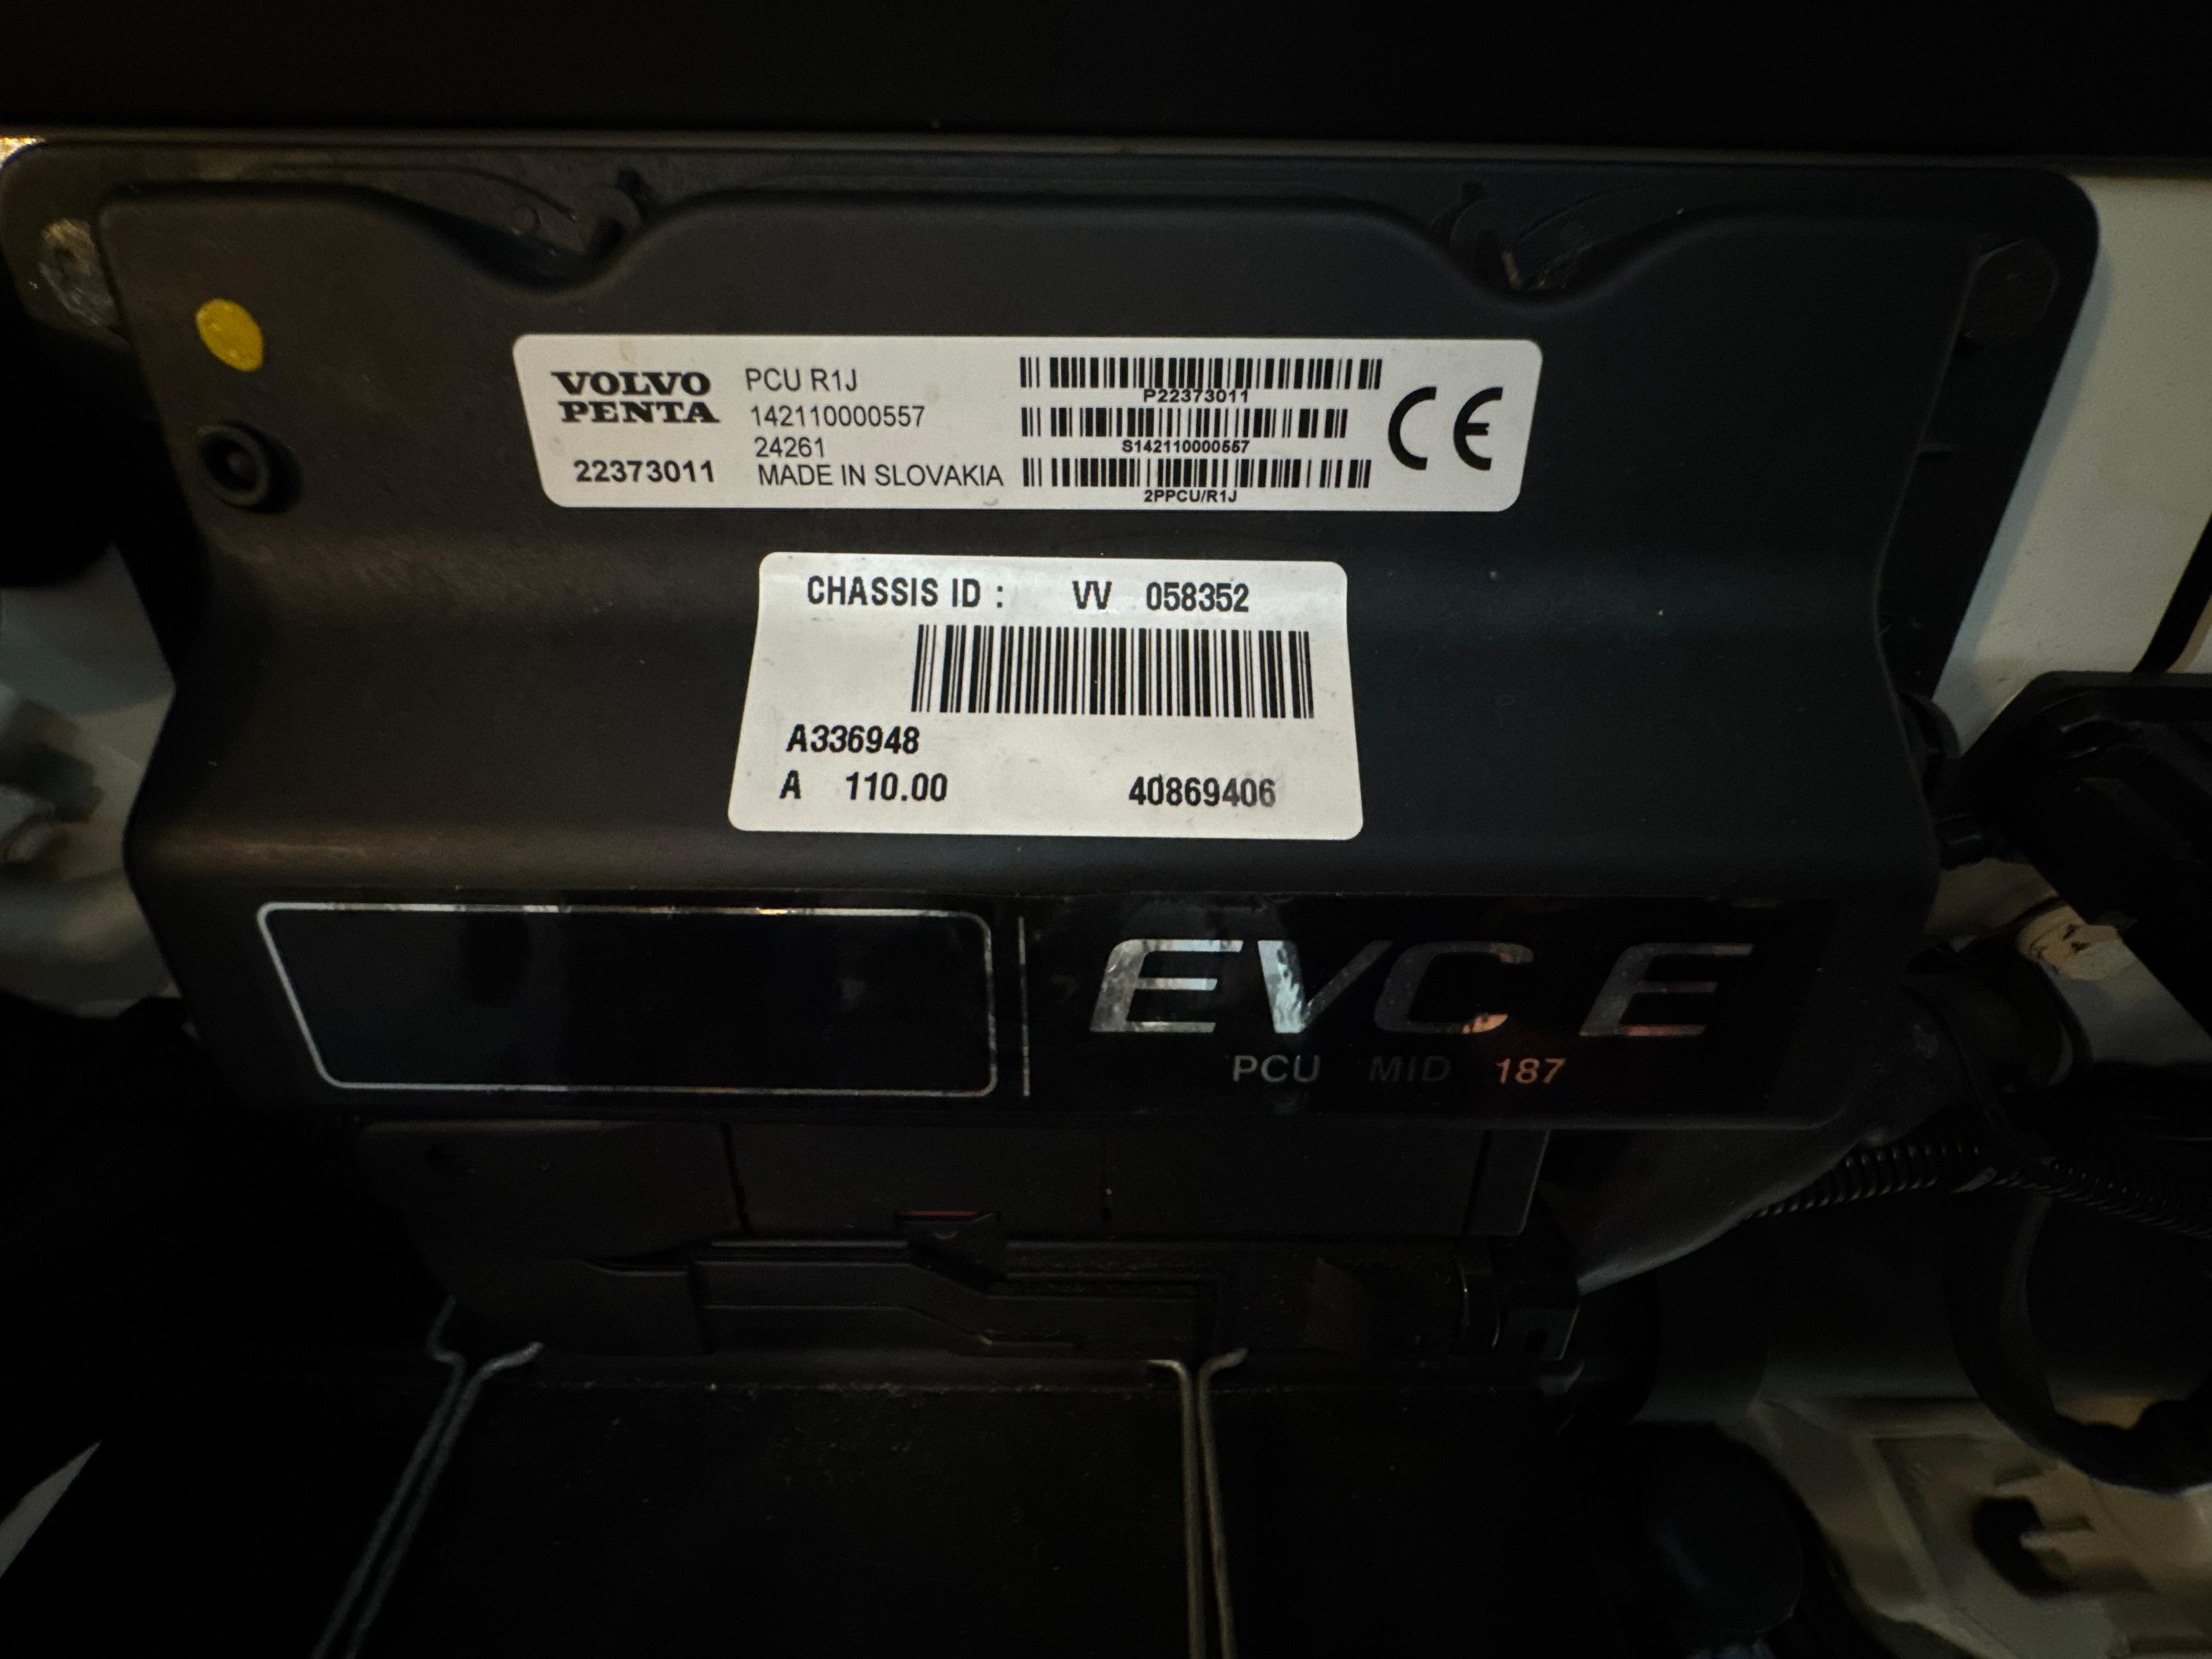 VOLVO
PENTA
22373011
PCU R1J
142110000557
24261
MADE IN SLOVAKIA
P22373011
S142110000557
2PPCU/R1J
CE
CHASSIS ID : VV 058352
A336948
A 110.00 40869406
EVC E
PCU MID 187